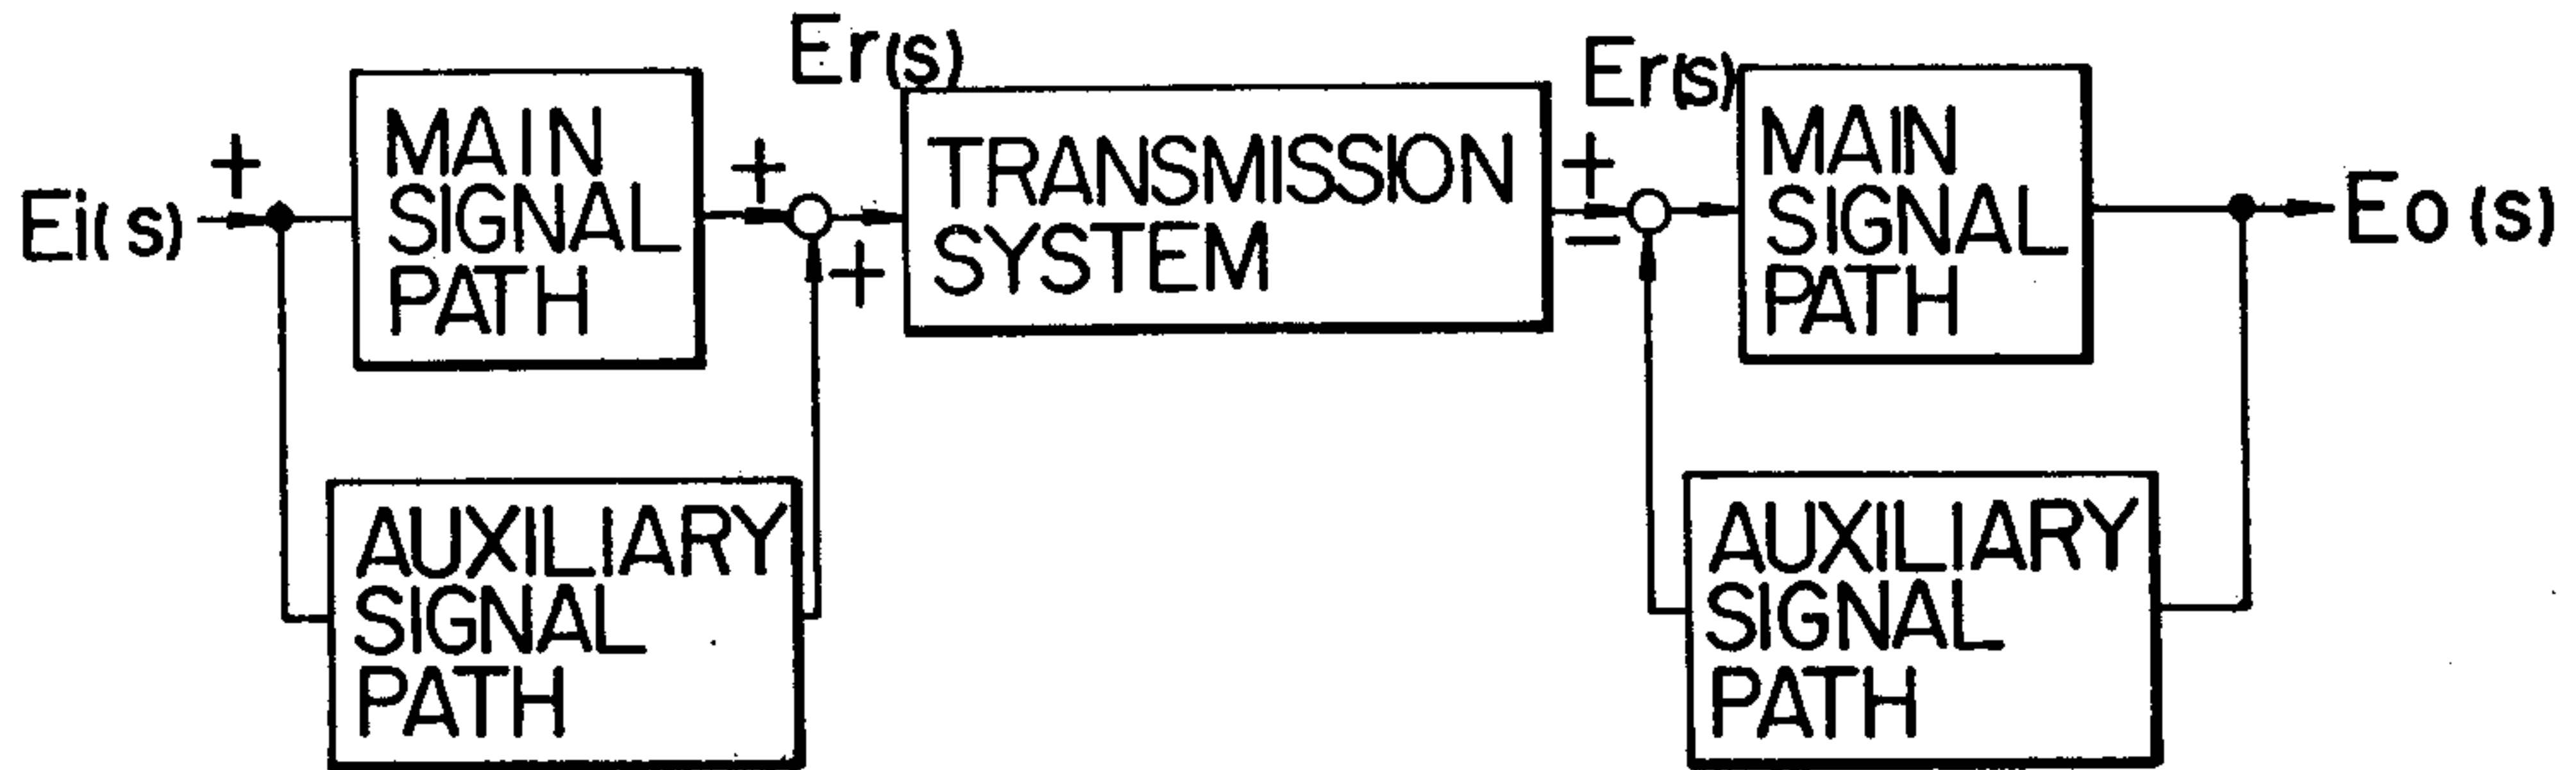 Ei(s)
+
MAIN
SIGNAL
PATH
+
+
Er(s)
TRANSMISSION
SYSTEM
+
−
Er(s)
MAIN
SIGNAL
PATH
Eo(s)
AUXILIARY
SIGNAL
PATH
AUXILIARY
SIGNAL
PATH